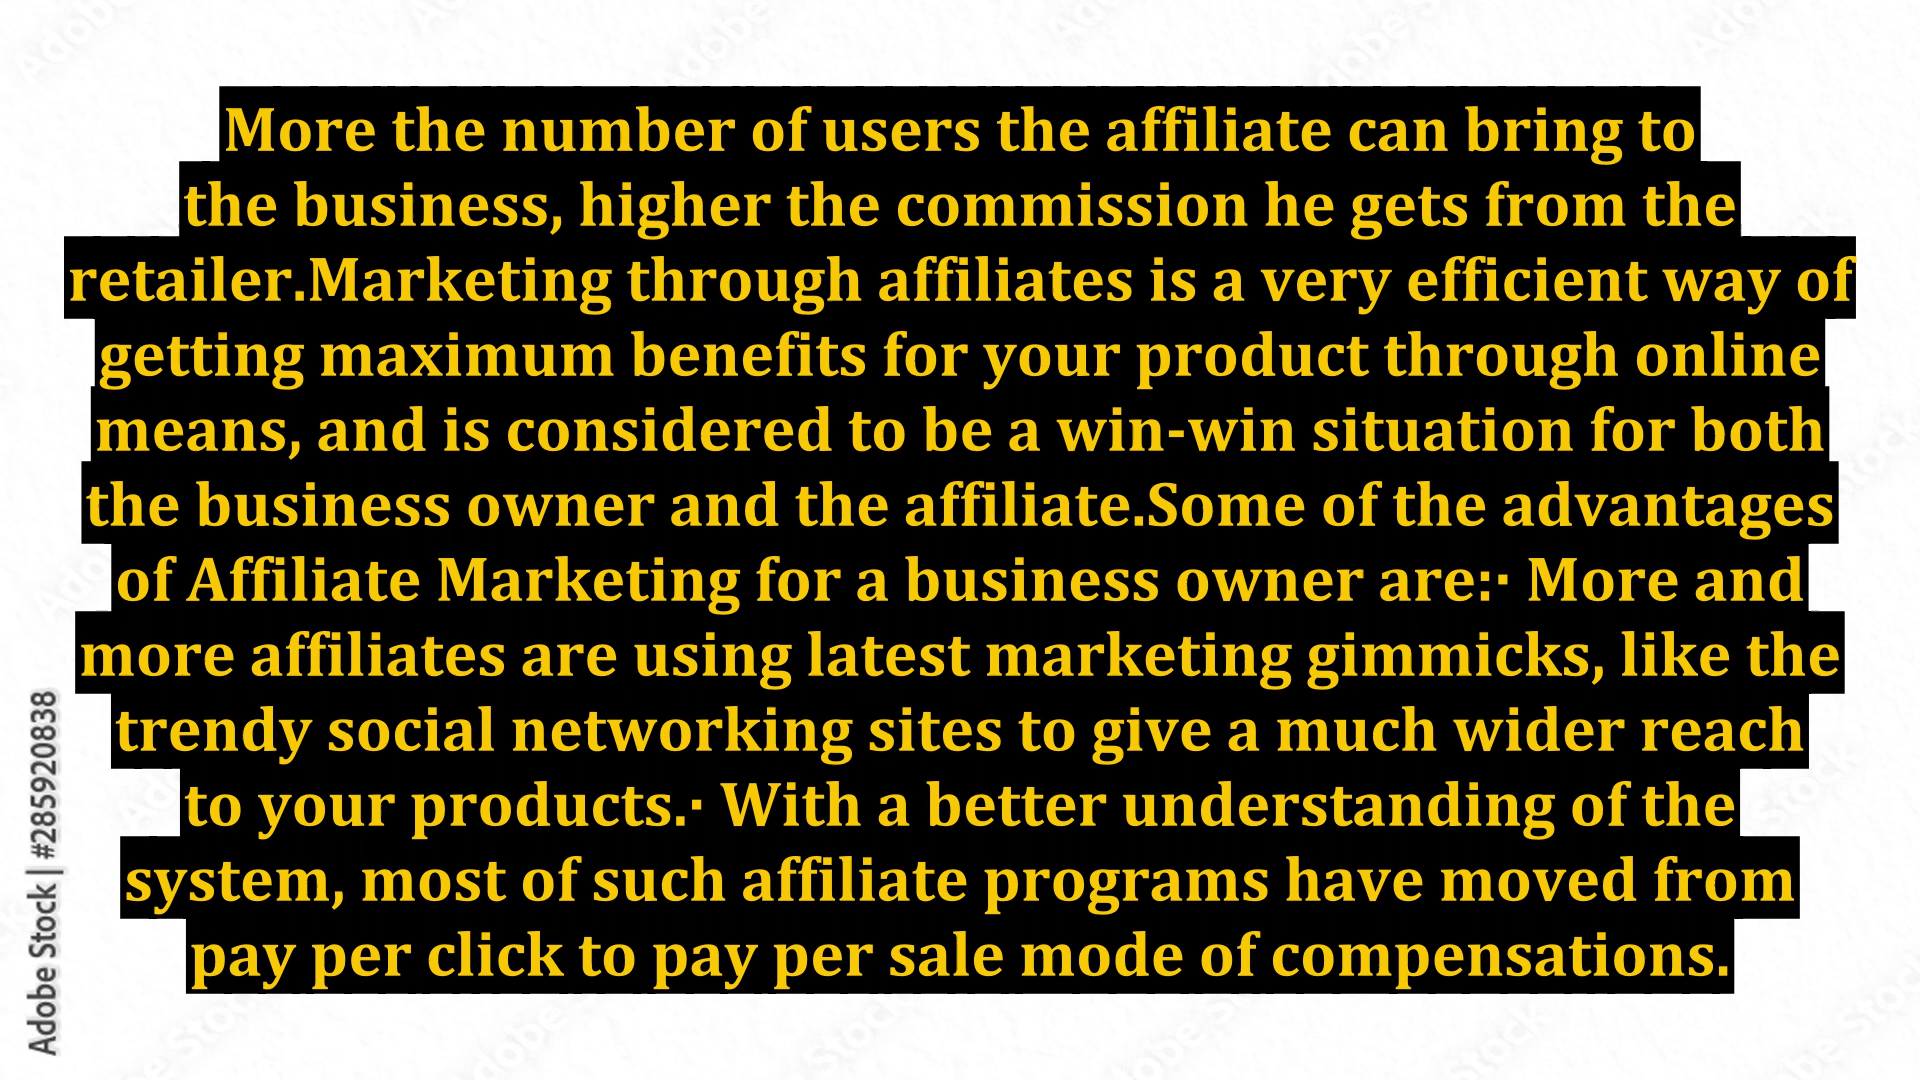 More the number of users the affiliate can bring to
the business, higher the commission he gets from the
retailer.Marketing through affiliates is a very efficient way of
getting maximum benefits for your product through online
means, and is considered to be a win-win situation for both
the business owner and the affiliate.Some of the advantages
of Affiliate Marketing for a business owner are:· More and
more affiliates are using latest marketing gimmicks, like the
trendy social networking sites to give a much wider reach
to your products.· With a better understanding of the
system, most of such affiliate programs have moved from
pay per click to pay per sale mode of compensations.
Adobe Stock | #285920838